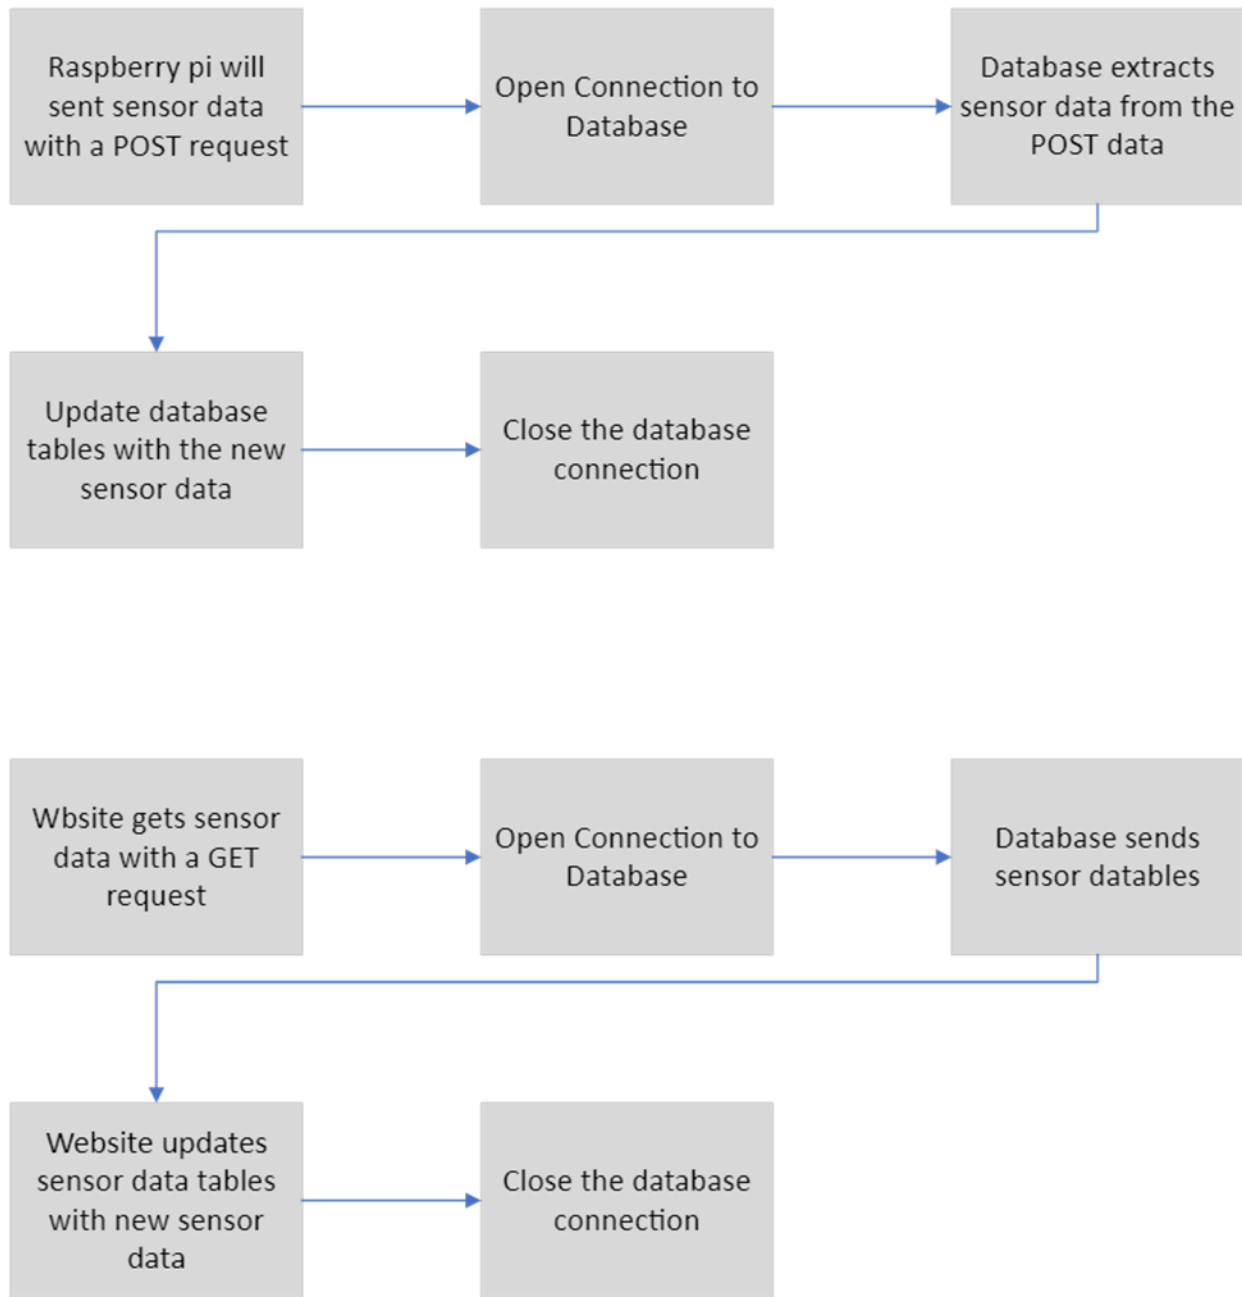 Raspberry pi will
sent sensor data
with a POST request
Open Connection to
Database
Database extracts
sensor data from the
POST data
Update database
tables with the new
sensor data
Close the database
connection
Wbsite gets sensor
data with a GET
request
Open Connection to
Database
Database sends
sensor datables
Website updates
sensor data tables
with new sensor
data
Close the database
connection